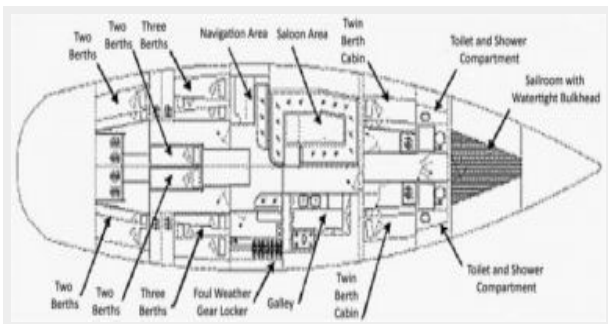 Two
Berths
Two
Berths
Three
Berths
Navigation Area
Saloon Area
Twin
Berth
Cabin
Toilet and Shower
Compartment
Sailroom with
Watertight Bulkhead
Two
Berths
Two
Berths
Three
Berths
Foul Weather
Gear Locker
Galley
Twin
Berth
Cabin
Toilet and Shower
Compartment